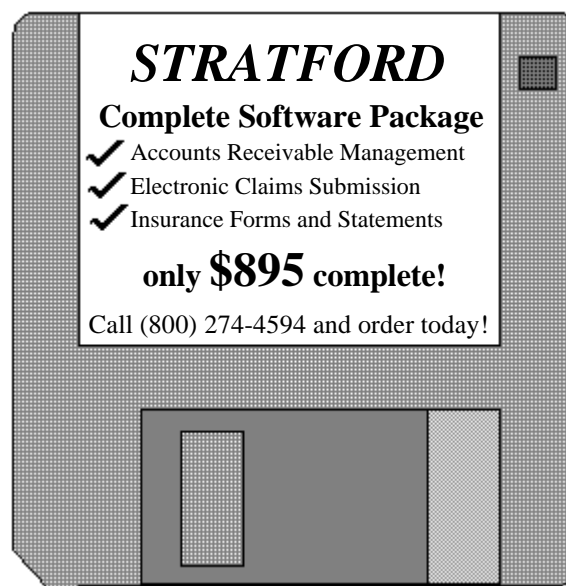 STRATFORD
Complete Software Package
Accounts Receivable Management
Electronic Claims Submission
Insurance Forms and Statements
only $895 complete!
Call (800) 274-4594 and order today!